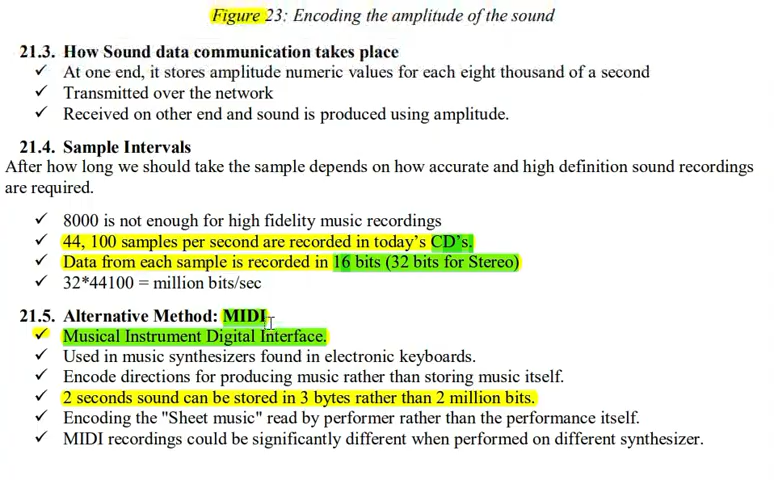 Figure 23: Encoding the amplitude of the sound
21.3. How Sound data communication takes place
✓ At one end, it stores amplitude numeric values for each eight thousand of a second
✓ Transmitted over the network
✓ Received on other end and sound is produced using amplitude.
21.4. Sample Intervals
After how long we should take the sample depends on how accurate and high definition sound recordings
are required.
✓ 8000 is not enough for high fidelity music recordings
✓ 44, 100 samples per second are recorded in today's CD's.
✓ Data from each sample is recorded in 16 bits (32 bits for Stereo)
✓ 32*44100 = million bits/sec
21.5. Alternative Method: MIDI
✓ Musical Instrument Digital Interface.
✓ Used in music synthesizers found in electronic keyboards.
✓ Encode directions for producing music rather than storing music itself.
✓ 2 seconds sound can be stored in 3 bytes rather than 2 million bits.
✓ Encoding the "Sheet music" read by performer rather than the performance itself.
✓ MIDI recordings could be significantly different when performed on different synthesizer.